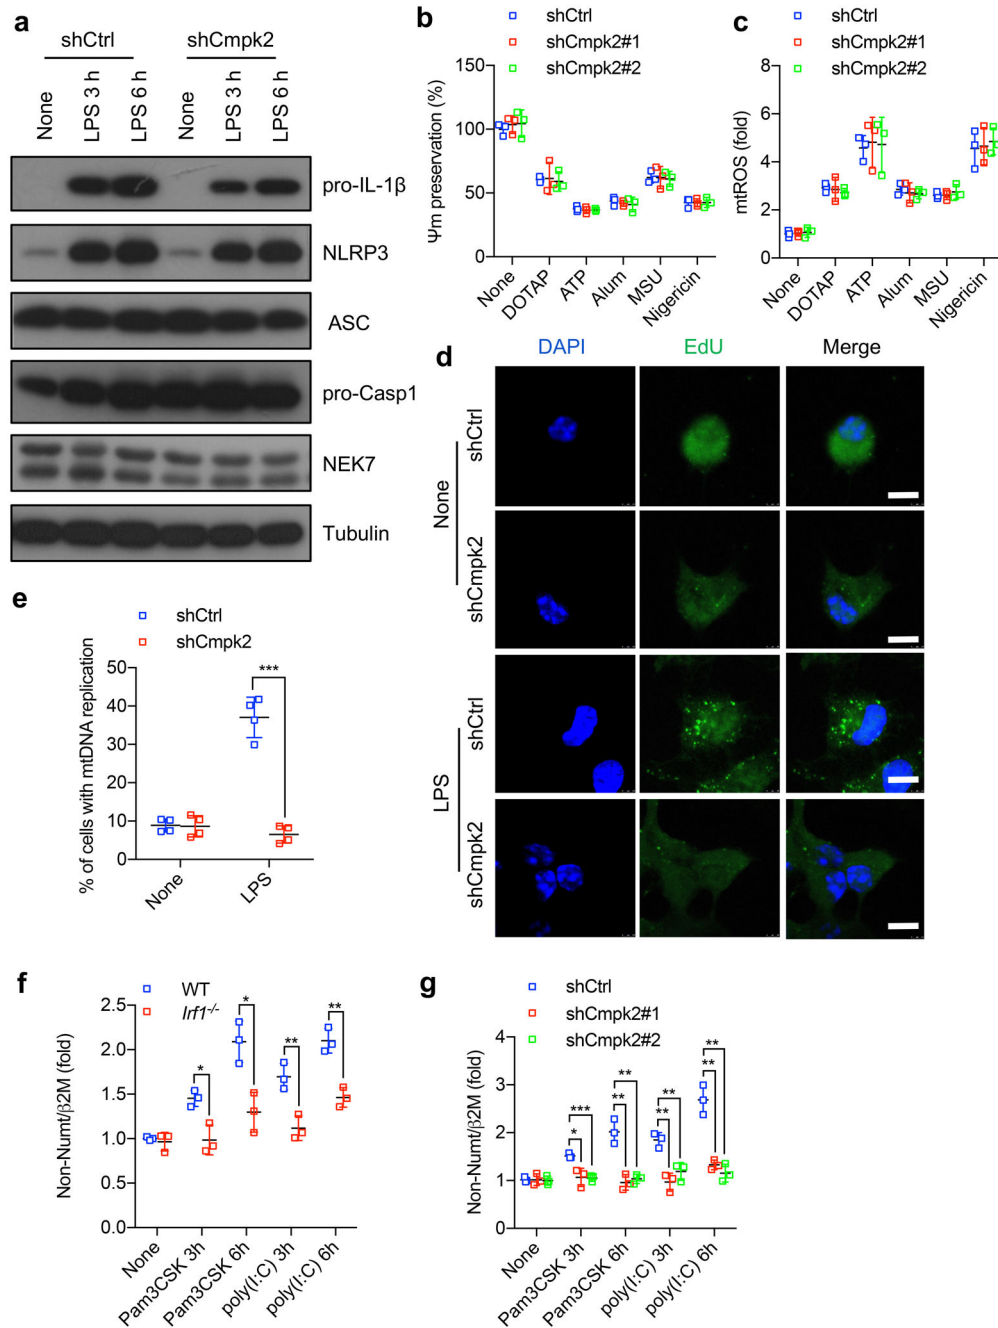 a
shCtrl shCmpk2
None
LPS 3 h
LPS 6 h
None
LPS 3 h
LPS 6 h
pro-IL-1β
NLRP3
ASC
pro-Casp1
NEK7
Tubulin
b
shCtrl
shCmpk2#1
shCmpk2#2
Ψm preservation (%)
150
100
50
0
None
DOTAP
ATP
Alum
MSU
Nigericin
c
shCtrl
shCmpk2#1
shCmpk2#2
mtROS (fold)
8
6
4
2
0
None
DOTAP
ATP
Alum
MSU
Nigericin
d
DAPI EdU Merge
None
shCtrl
shCmpk2
LPS
shCtrl
shCmpk2
e
shCtrl
shCmpk2
% of cells with mtDNA replication
50
40
30
20
10
0
***
None
LPS
f
WT
Irf1-/-
Non-Numt/β2M (fold)
2.5
2.0
1.5
1.0
0.5
0.0
*
*
**
**
None
Pam3CSK 3h
Pam3CSK 6h
poly(I:C) 3h
poly(I:C) 6h
g
shCtrl
shCmpk2#1
shCmpk2#2
Non-Numt/β2M (fold)
4
3
2
1
0
***
*
**
**
**
**
**
**
None
Pam3CSK 3h
Pam3CSK 6h
poly(I:C) 3h
poly(I:C) 6h